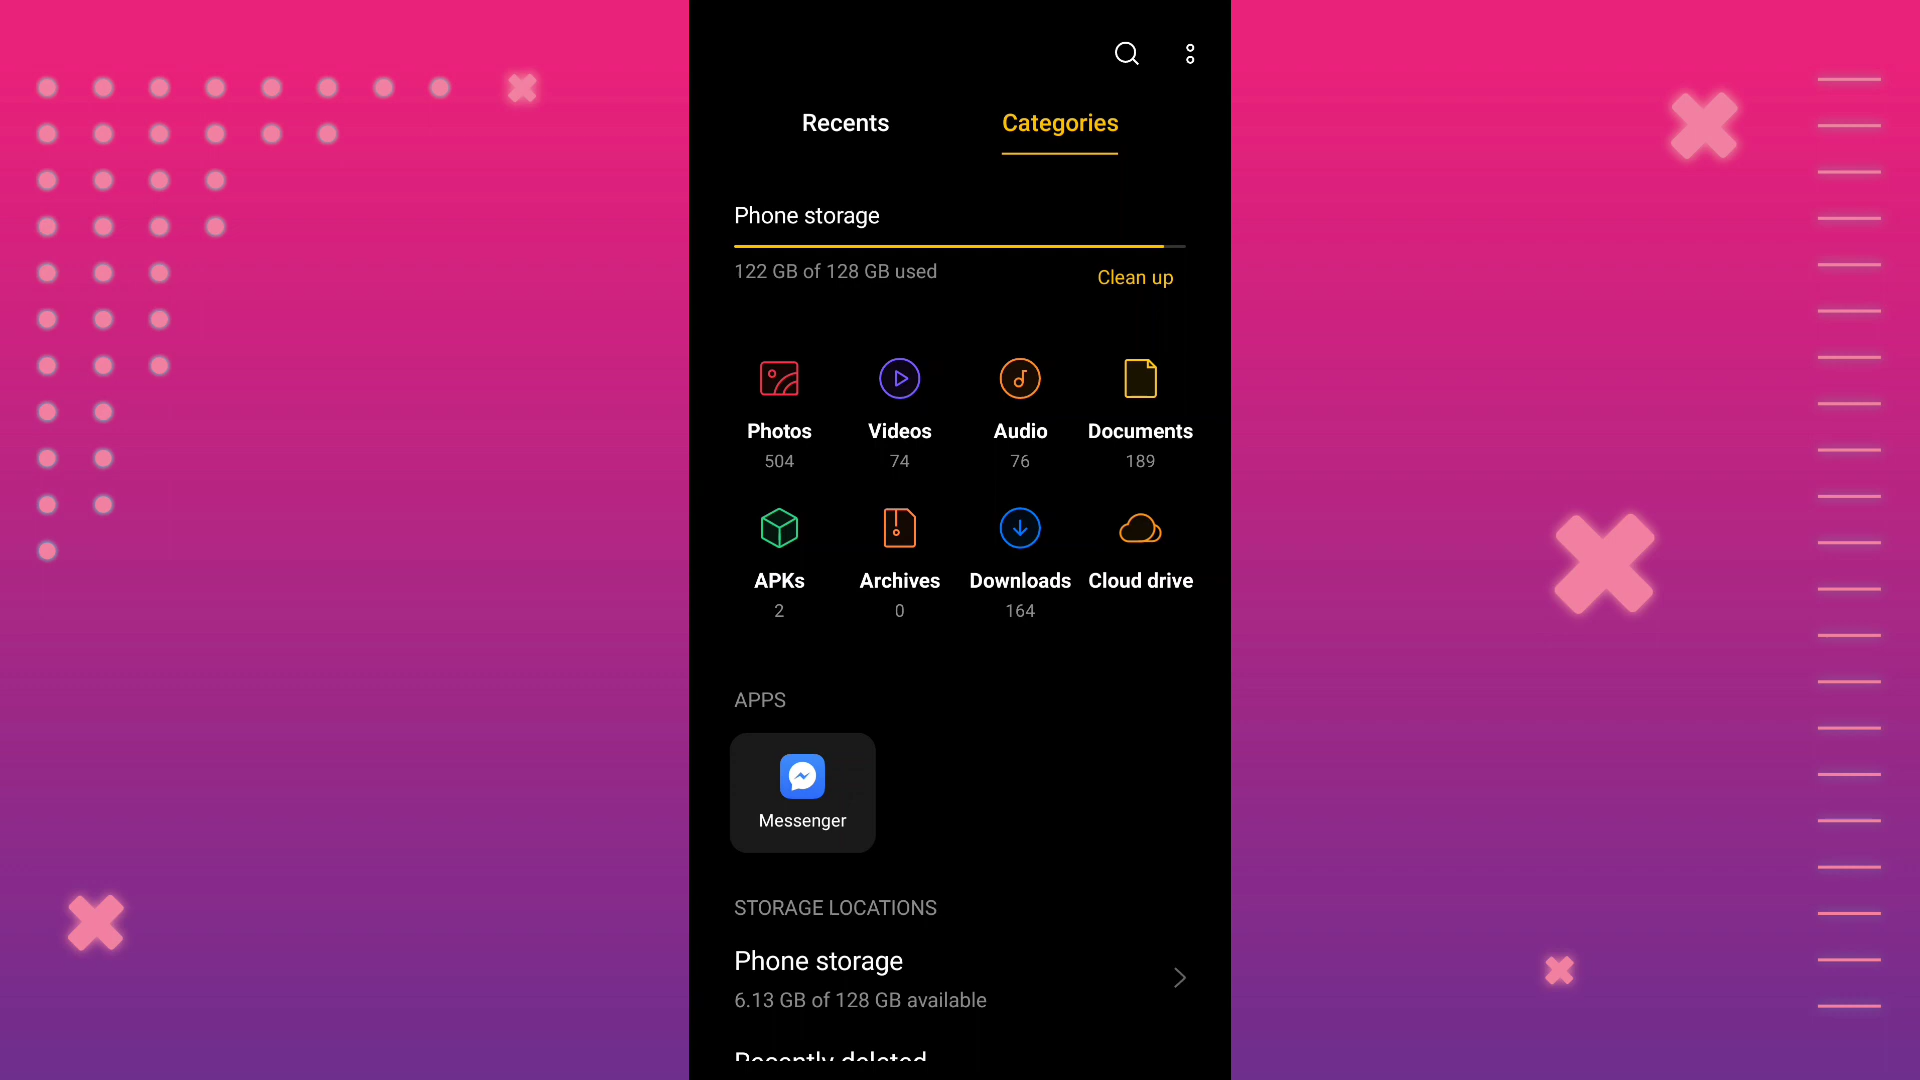 Recents
Categories
Phone storage
122 GB of 128 GB used
Clean up
Photos
Videos
Audio
Documents
504
74
76
189
APKs
Archives
Downloads
Cloud drive
2
0
164
APPS
Messenger
STORAGE LOCATIONS
Phone storage
6.13 GB of 128 GB available
Recently deleted